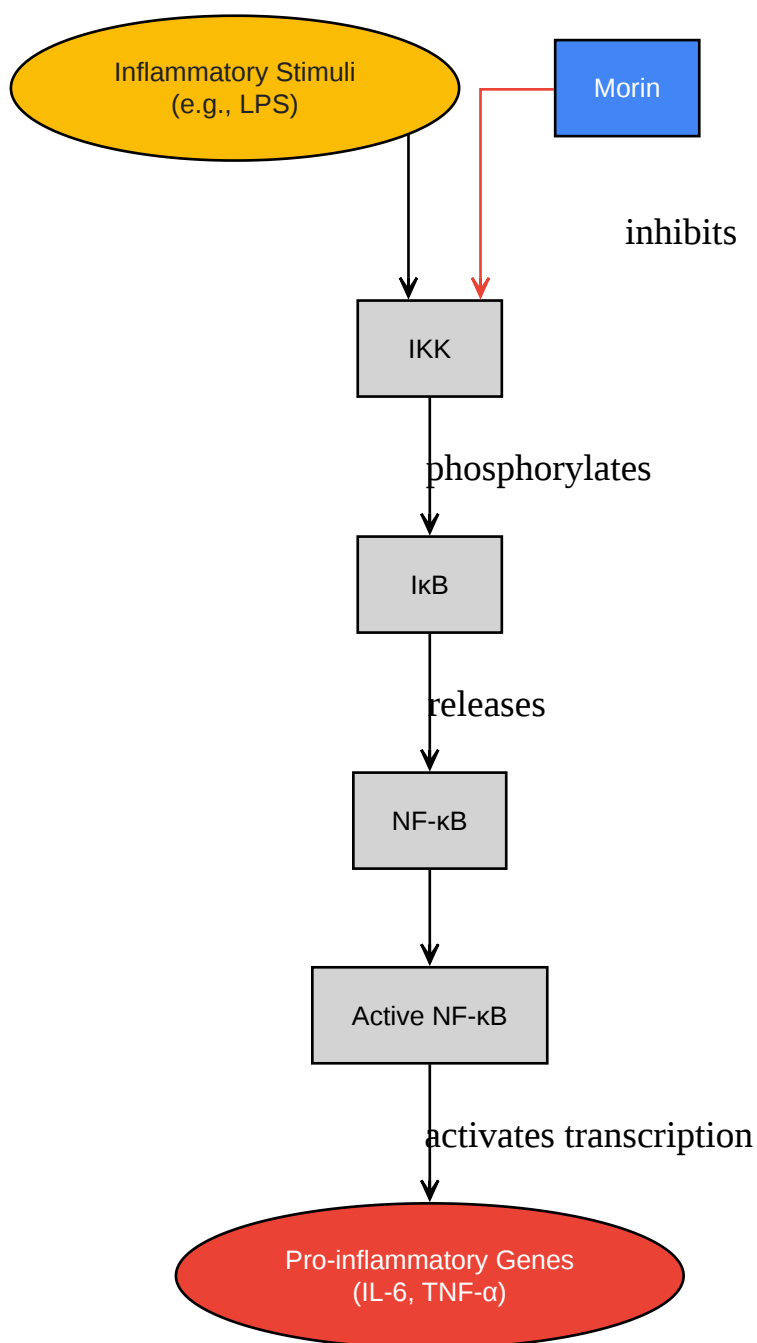 Inflammatory Stimuli
(e.g., LPS)
Morin
inhibits
IKK
phosphorylates
IκB
releases
NF-κB
Active NF-κB
activates transcription
Pro-inflammatory Genes
(IL-6, TNF-α)